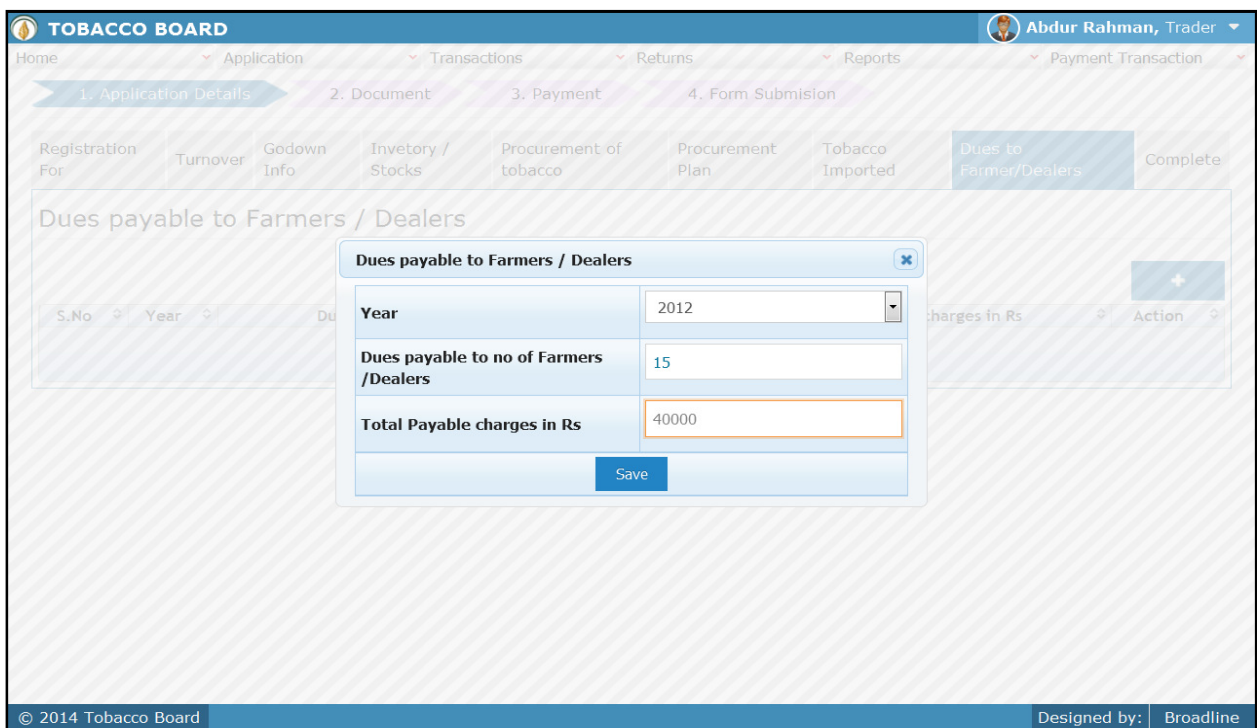 TOBACCO BOARD
Abdur Rahman, Trader
Home Application Transactions Returns Reports Payment Transaction
1. Application Details 2. Document 3. Payment 4. Form Submision
Registration For
Turnover
Godown Info
Invetory / Stocks
Procurement of tobacco
Procurement Plan
Tobacco Imported
Dues to Farmer/Dealers
Complete
Dues payable to Farmers / Dealers
S.No Year Du charges in Rs Action
Dues payable to Farmers / Dealers
Year 2012
Dues payable to no of Farmers
/Dealers
15
Total Payable charges in Rs 40000
Save
© 2014 Tobacco Board Designed by: Broadline